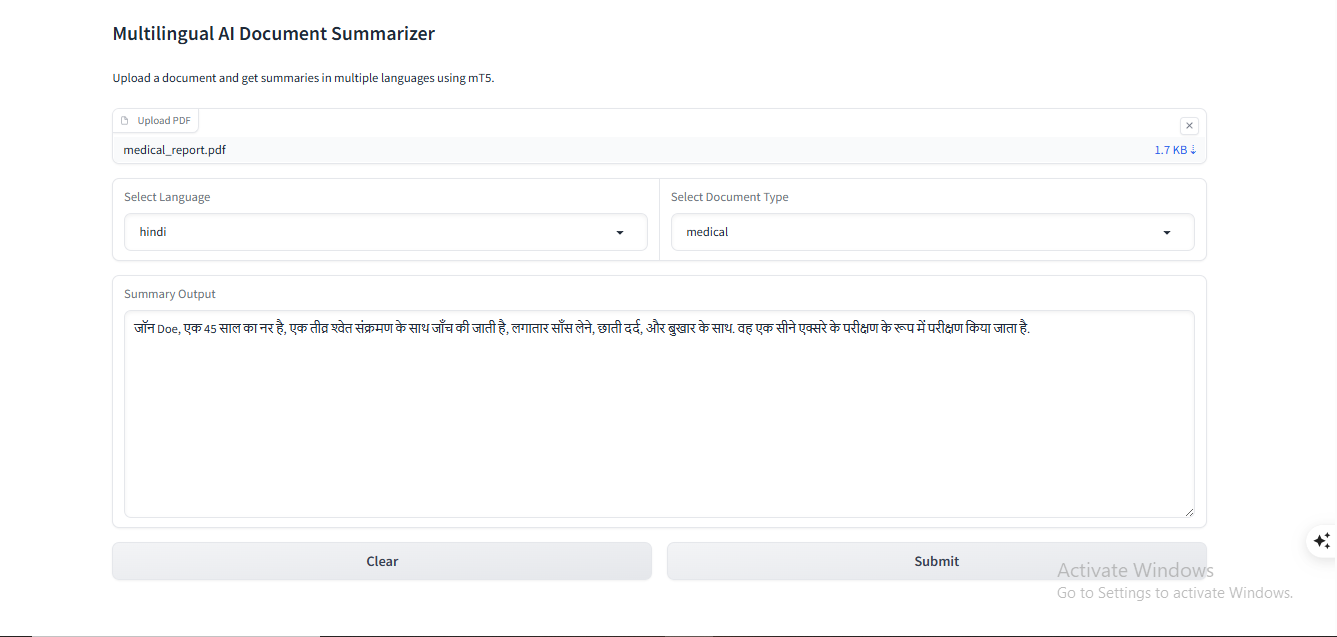 Multilingual AI Document Summarizer
Upload a document and get summaries in multiple languages using mT5.
Upload PDF
medical_report.pdf
1.7 KB ↓
Select Language
Select Document Type
hindi
medical
Summary Output
जॉन Doe, एक 45 साल का नर है, एक तीव्र श्वेत संक्रमण के साथ जाँच की जाती है, लगातार साँस लेने, छाती दर्द, और बुखार के साथ. वह एक सीने एक्सरे के परीक्षण के रूप में परीक्षण किया जाता है.
Clear
Submit
Activate Windows
Go to Settings to activate Windows.